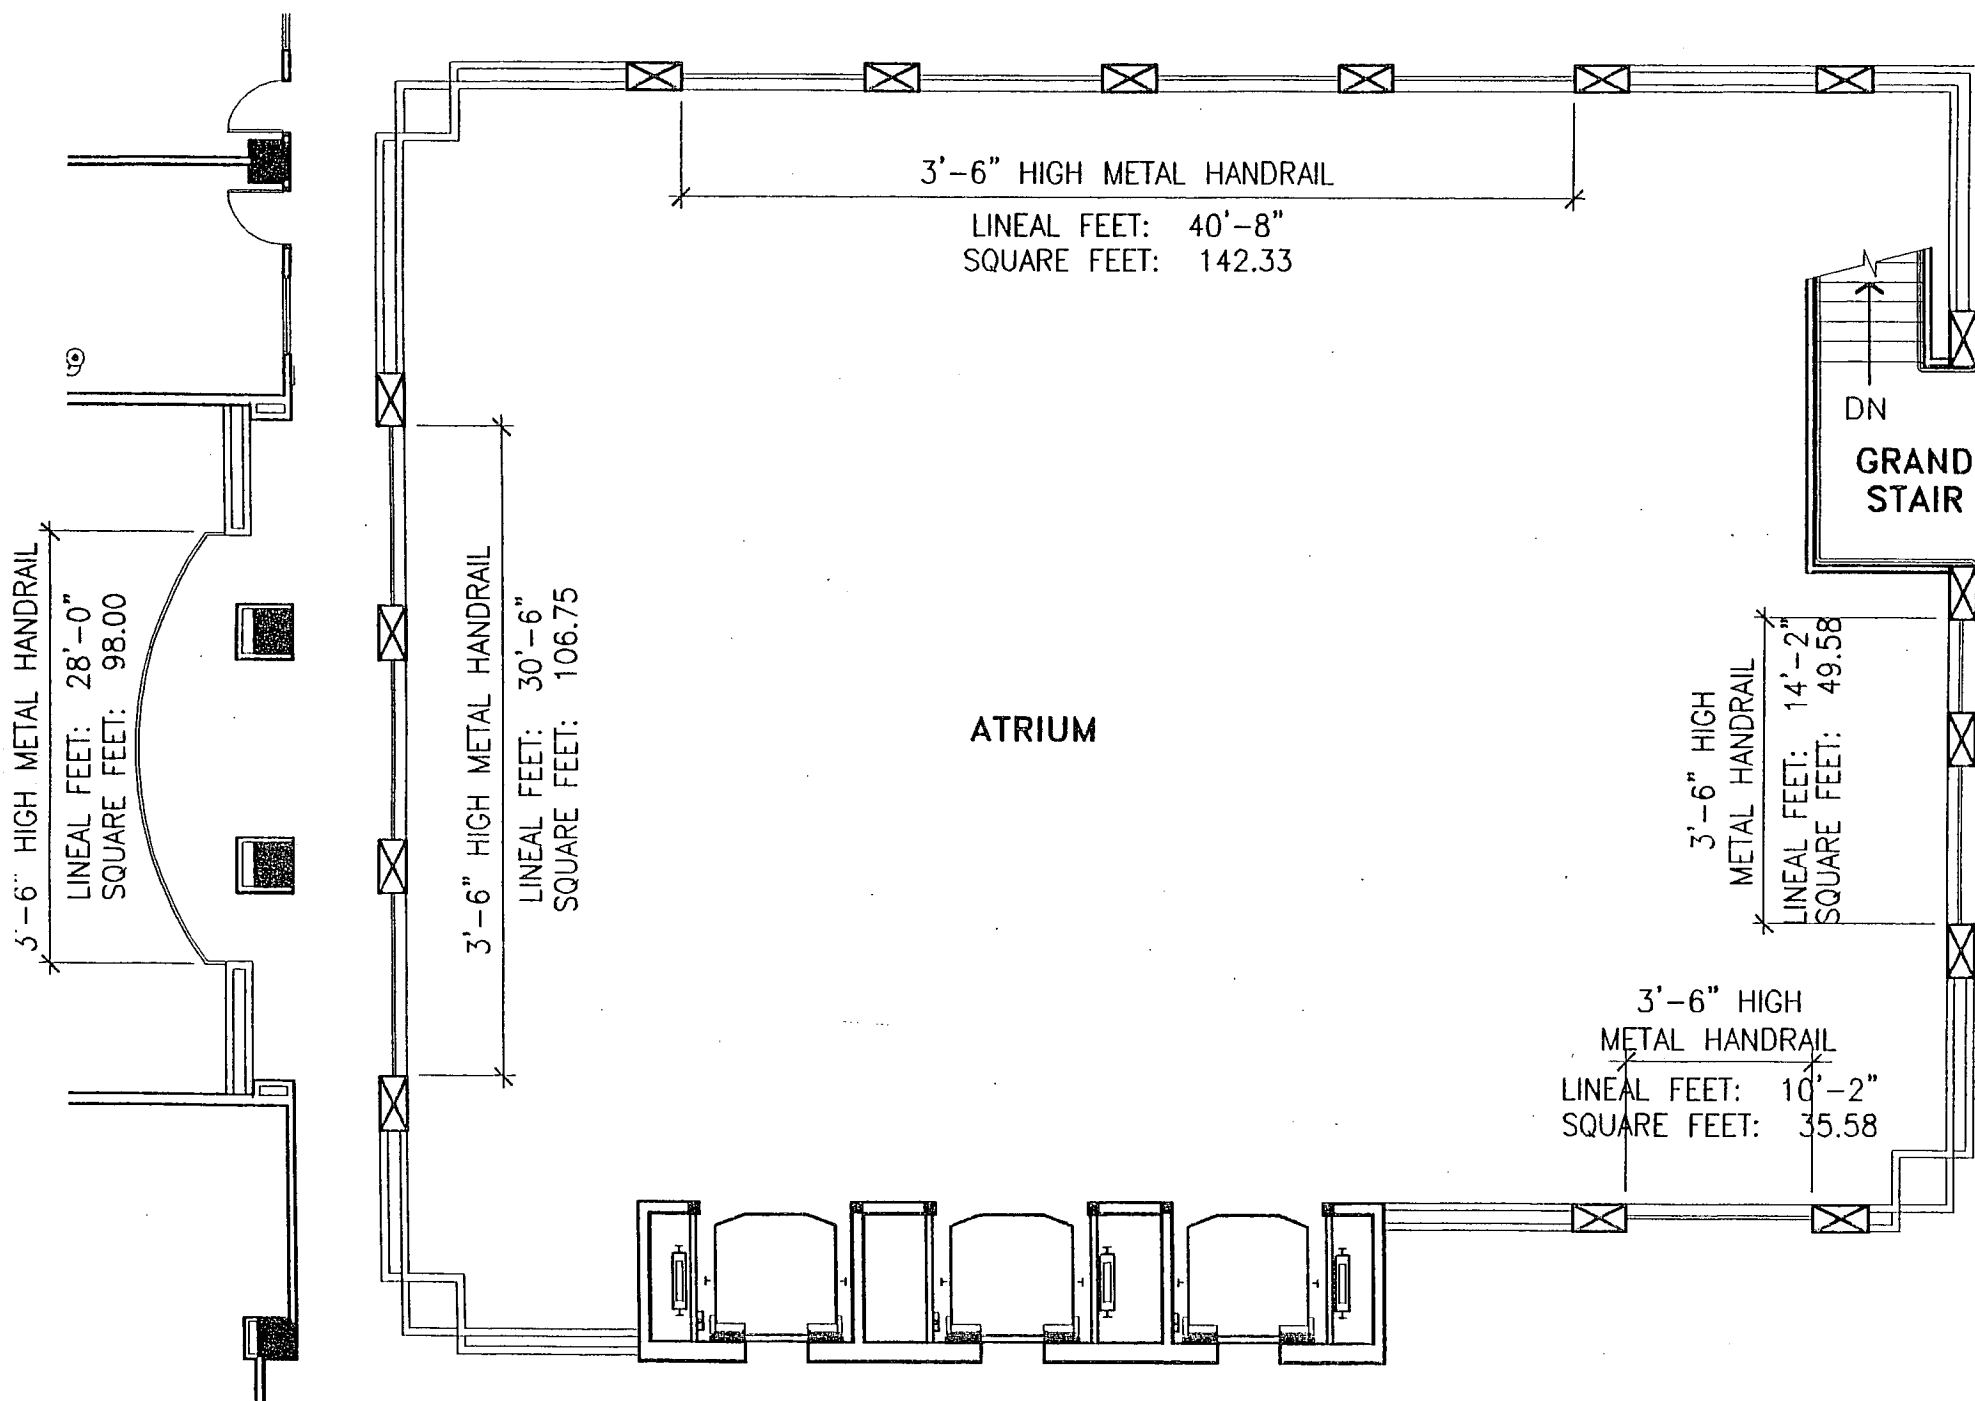 3'-6" HIGH METAL HANDRAIL
LINEAL FEET: 40'-8"
SQUARE FEET: 142.33
DN
GRAND
STAIR
3'-6" HIGH METAL HANDRAIL
LINEAL FEET: 28'-0"
SQUARE FEET: 98.00
3'-6" HIGH METAL HANDRAIL
LINEAL FEET: 30'-6"
SQUARE FEET: 106.75
ATRIUM
3'-6" HIGH
METAL HANDRAIL
LINEAL FEET: 14'-2"
SQUARE FEET: 49.58
3'-6" HIGH
METAL HANDRAIL
LINEAL FEET: 10'-2"
SQUARE FEET: 35.58